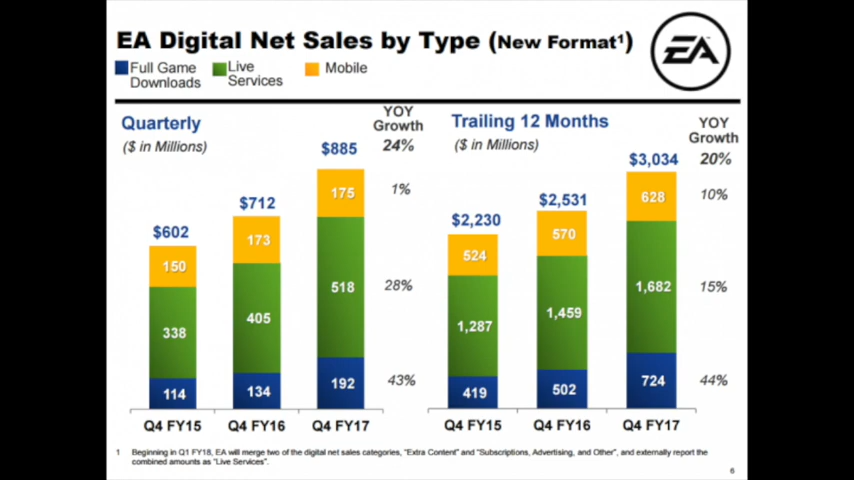 EA Digital Net Sales by Type (New Format¹)
EA
Full Game Downloads
Live Services
Mobile
Quarterly
($ in Millions)
YOY Growth
24%
$602
$712
$885
150
173
175
1%
338
405
518
28%
114
134
192
43%
Q4 FY15
Q4 FY16
Q4 FY17
Trailing 12 Months
($ in Millions)
YOY Growth
20%
$2,230
$2,531
$3,034
524
570
628
10%
1,287
1,459
1,682
15%
419
502
724
44%
Q4 FY15
Q4 FY16
Q4 FY17
1 Beginning in Q1 FY18, EA will merge two of the digital net sales categories, "Extra Content" and "Subscriptions, Advertising, and Other", and externally report the
combined amounts as "Live Services".
6